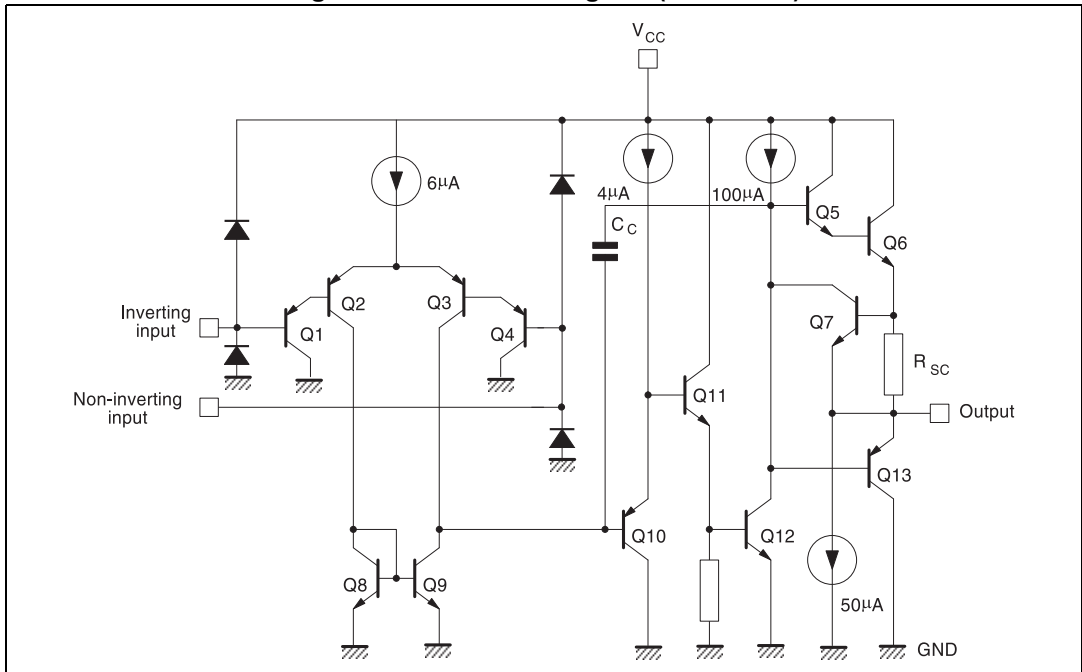 V CC
6µA
4µA
100µA
C C
Q5
Q6
Q2
Q3
Inverting
input
Q1
Q4
Q7
R SC
Non-inverting
input
Q11
Output
Q13
Q10
Q12
Q8
Q9
50µA
GND